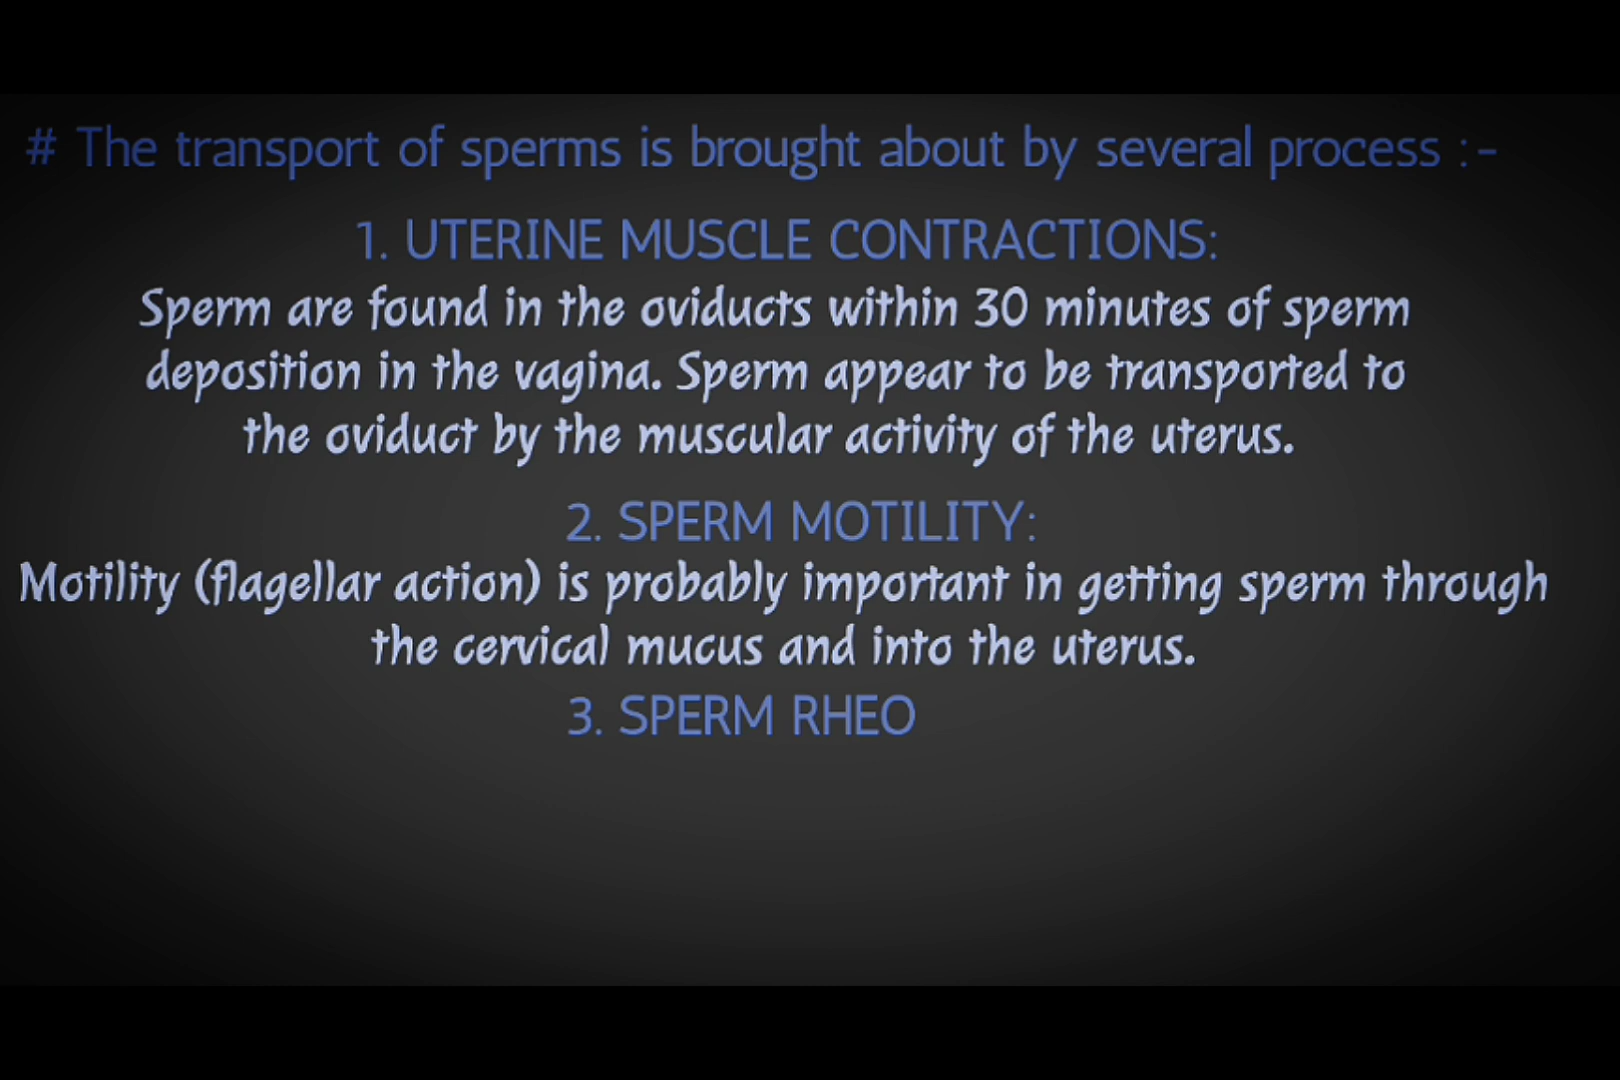 # The transport of sperms is brought about by several process :-
1. UTERINE MUSCLE CONTRACTIONS:
Sperm are found in the oviducts within 30 minutes of sperm
deposition in the vagina. Sperm appear to be transported to
the oviduct by the muscular activity of the uterus.
2. SPERM MOTILITY:
Motility (flagellar action) is probably important in getting sperm through
the cervical mucus and into the uterus.
3. SPERM RHEO